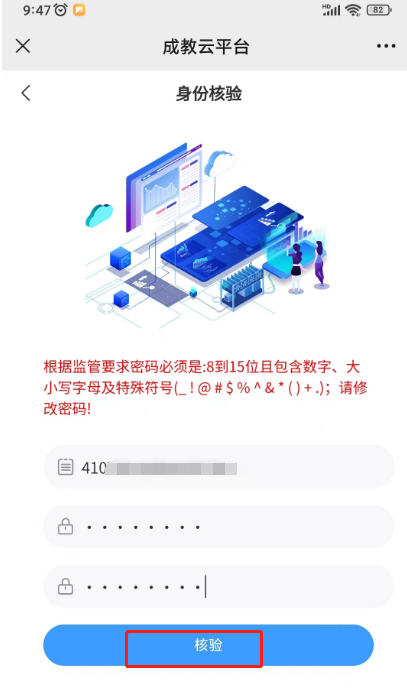 9:47
HD
82
成教云平台
身份核验
根据监管要求密码必须是:8到15位且包含数字、大
小写字母及特殊符号(_ ! @ # $ % ^ & * ( ) + .)；请修
改密码!
410
核验